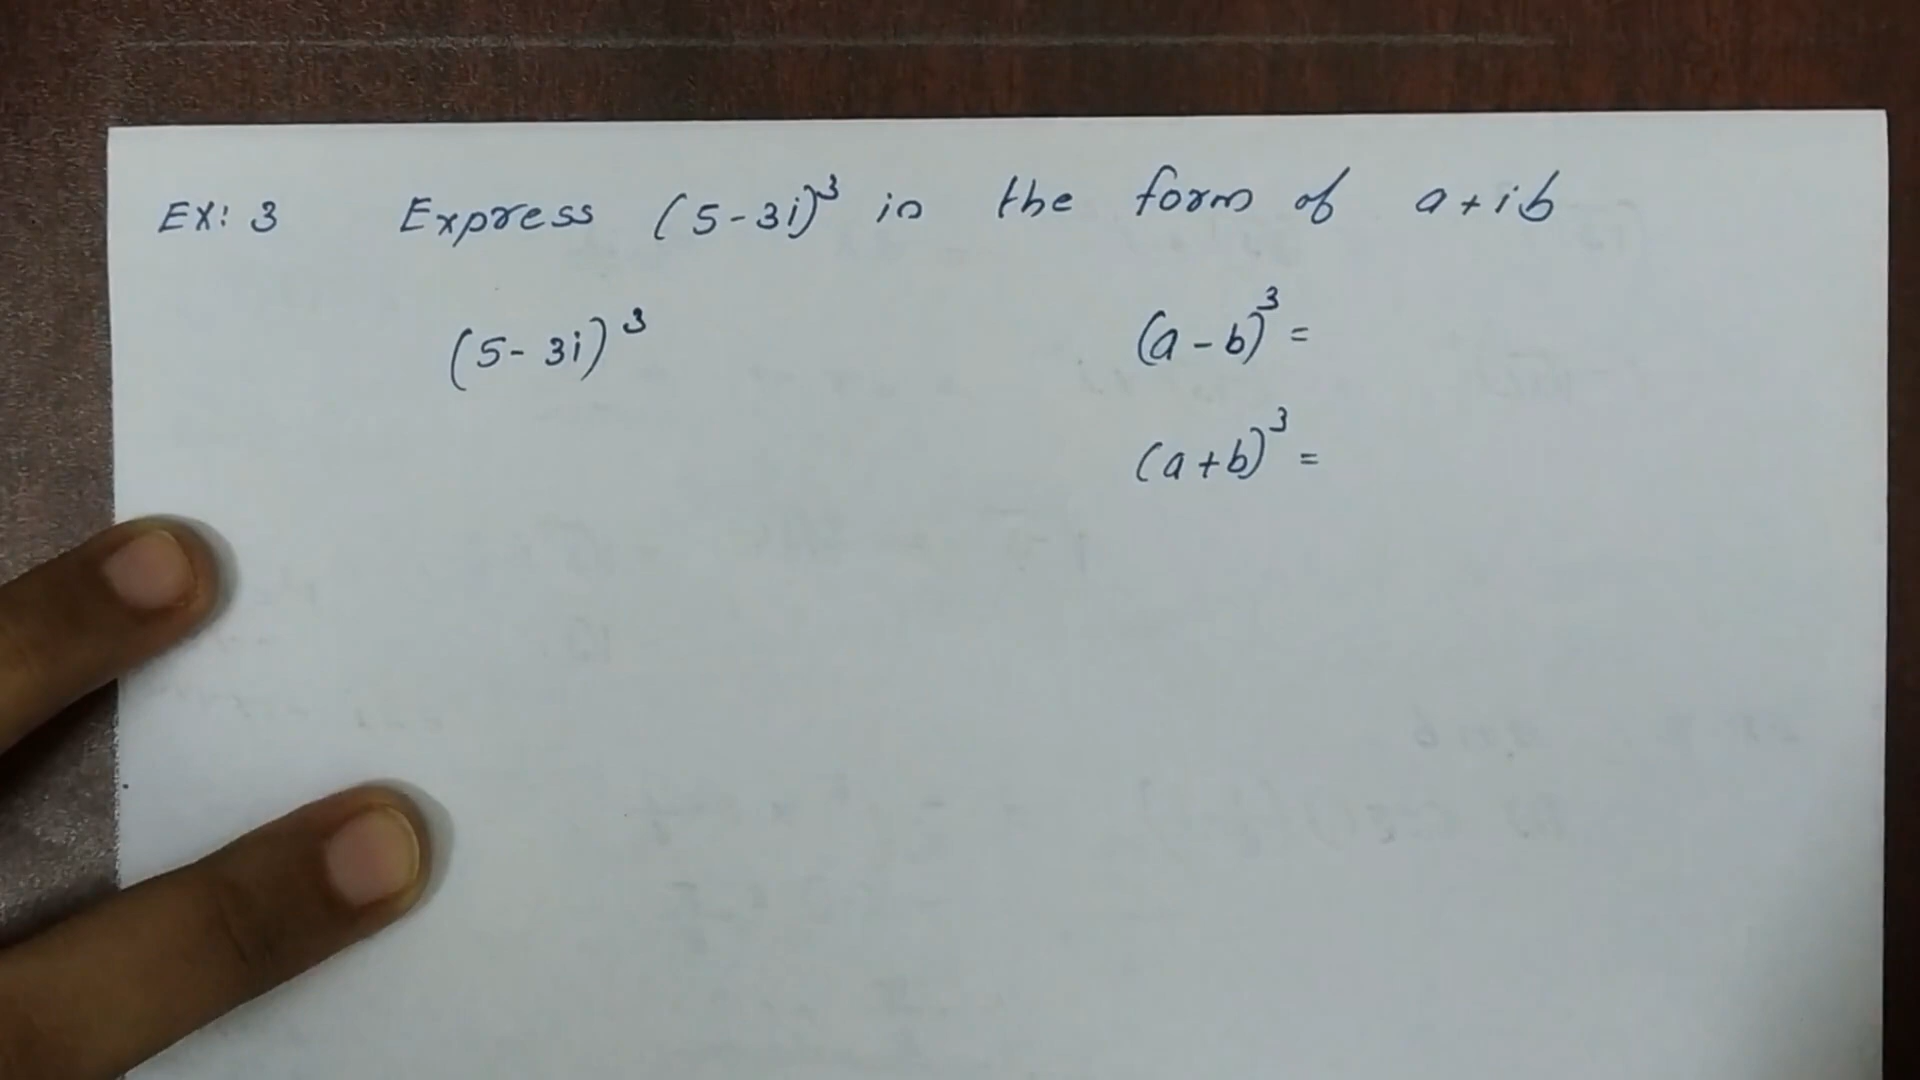 EX: 3 Express (5-3i)³ in the form of a+ib
(5-3i)³ (a-b)³=
(a+b)³=